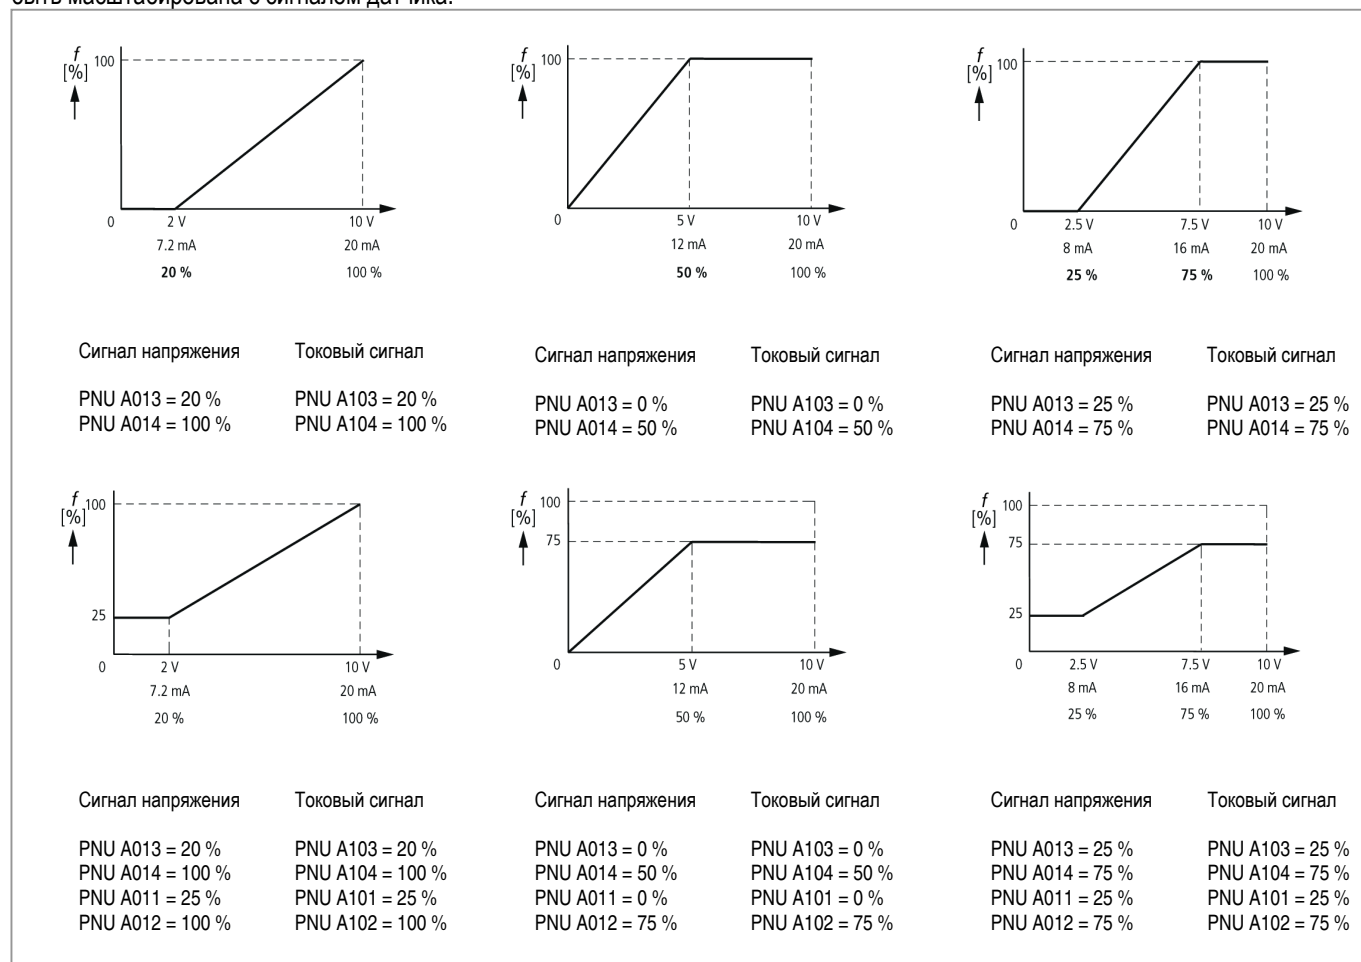 быть масштабирована с сигналом датчика.
f
[%]
100
0
2 V
10 V
7.2 mA
20 mA
20 %
100 %
f
[%]
100
0
5 V
10 V
12 mA
20 mA
50 %
100 %
f
[%]
100
0
2.5 V
7.5 V
10 V
8 mA
16 mA
20 mA
25 %
75 %
100 %
Сигнал напряжения
Токовый сигнал
PNU A013 = 20 %
PNU A103 = 20 %
PNU A014 = 100 %
PNU A104 = 100 %
Сигнал напряжения
Токовый сигнал
PNU A013 = 0 %
PNU A103 = 0 %
PNU A014 = 50 %
PNU A104 = 50 %
Сигнал напряжения
Токовый сигнал
PNU A013 = 25 %
PNU A013 = 25 %
PNU A014 = 75 %
PNU A014 = 75 %
f
[%]
100
25
0
2 V
10 V
7.2 mA
20 mA
20 %
100 %
f
[%]
100
75
0
5 V
10 V
12 mA
20 mA
50 %
100 %
f
[%]
100
75
25
0
2.5 V
7.5 V
10 V
8 mA
16 mA
20 mA
25 %
75 %
100 %
Сигнал напряжения
Токовый сигнал
PNU A013 = 20 %
PNU A103 = 20 %
PNU A014 = 100 %
PNU A104 = 100 %
PNU A011 = 25 %
PNU A101 = 25 %
PNU A012 = 100 %
PNU A102 = 100 %
Сигнал напряжения
Токовый сигнал
PNU A013 = 0 %
PNU A103 = 0 %
PNU A014 = 50 %
PNU A104 = 50 %
PNU A011 = 0 %
PNU A101 = 0 %
PNU A012 = 75 %
PNU A102 = 75 %
Сигнал напряжения
Токовый сигнал
PNU A013 = 25 %
PNU A103 = 25 %
PNU A014 = 75 %
PNU A104 = 75 %
PNU A011 = 25 %
PNU A101 = 25 %
PNU A012 = 75 %
PNU A102 = 75 %